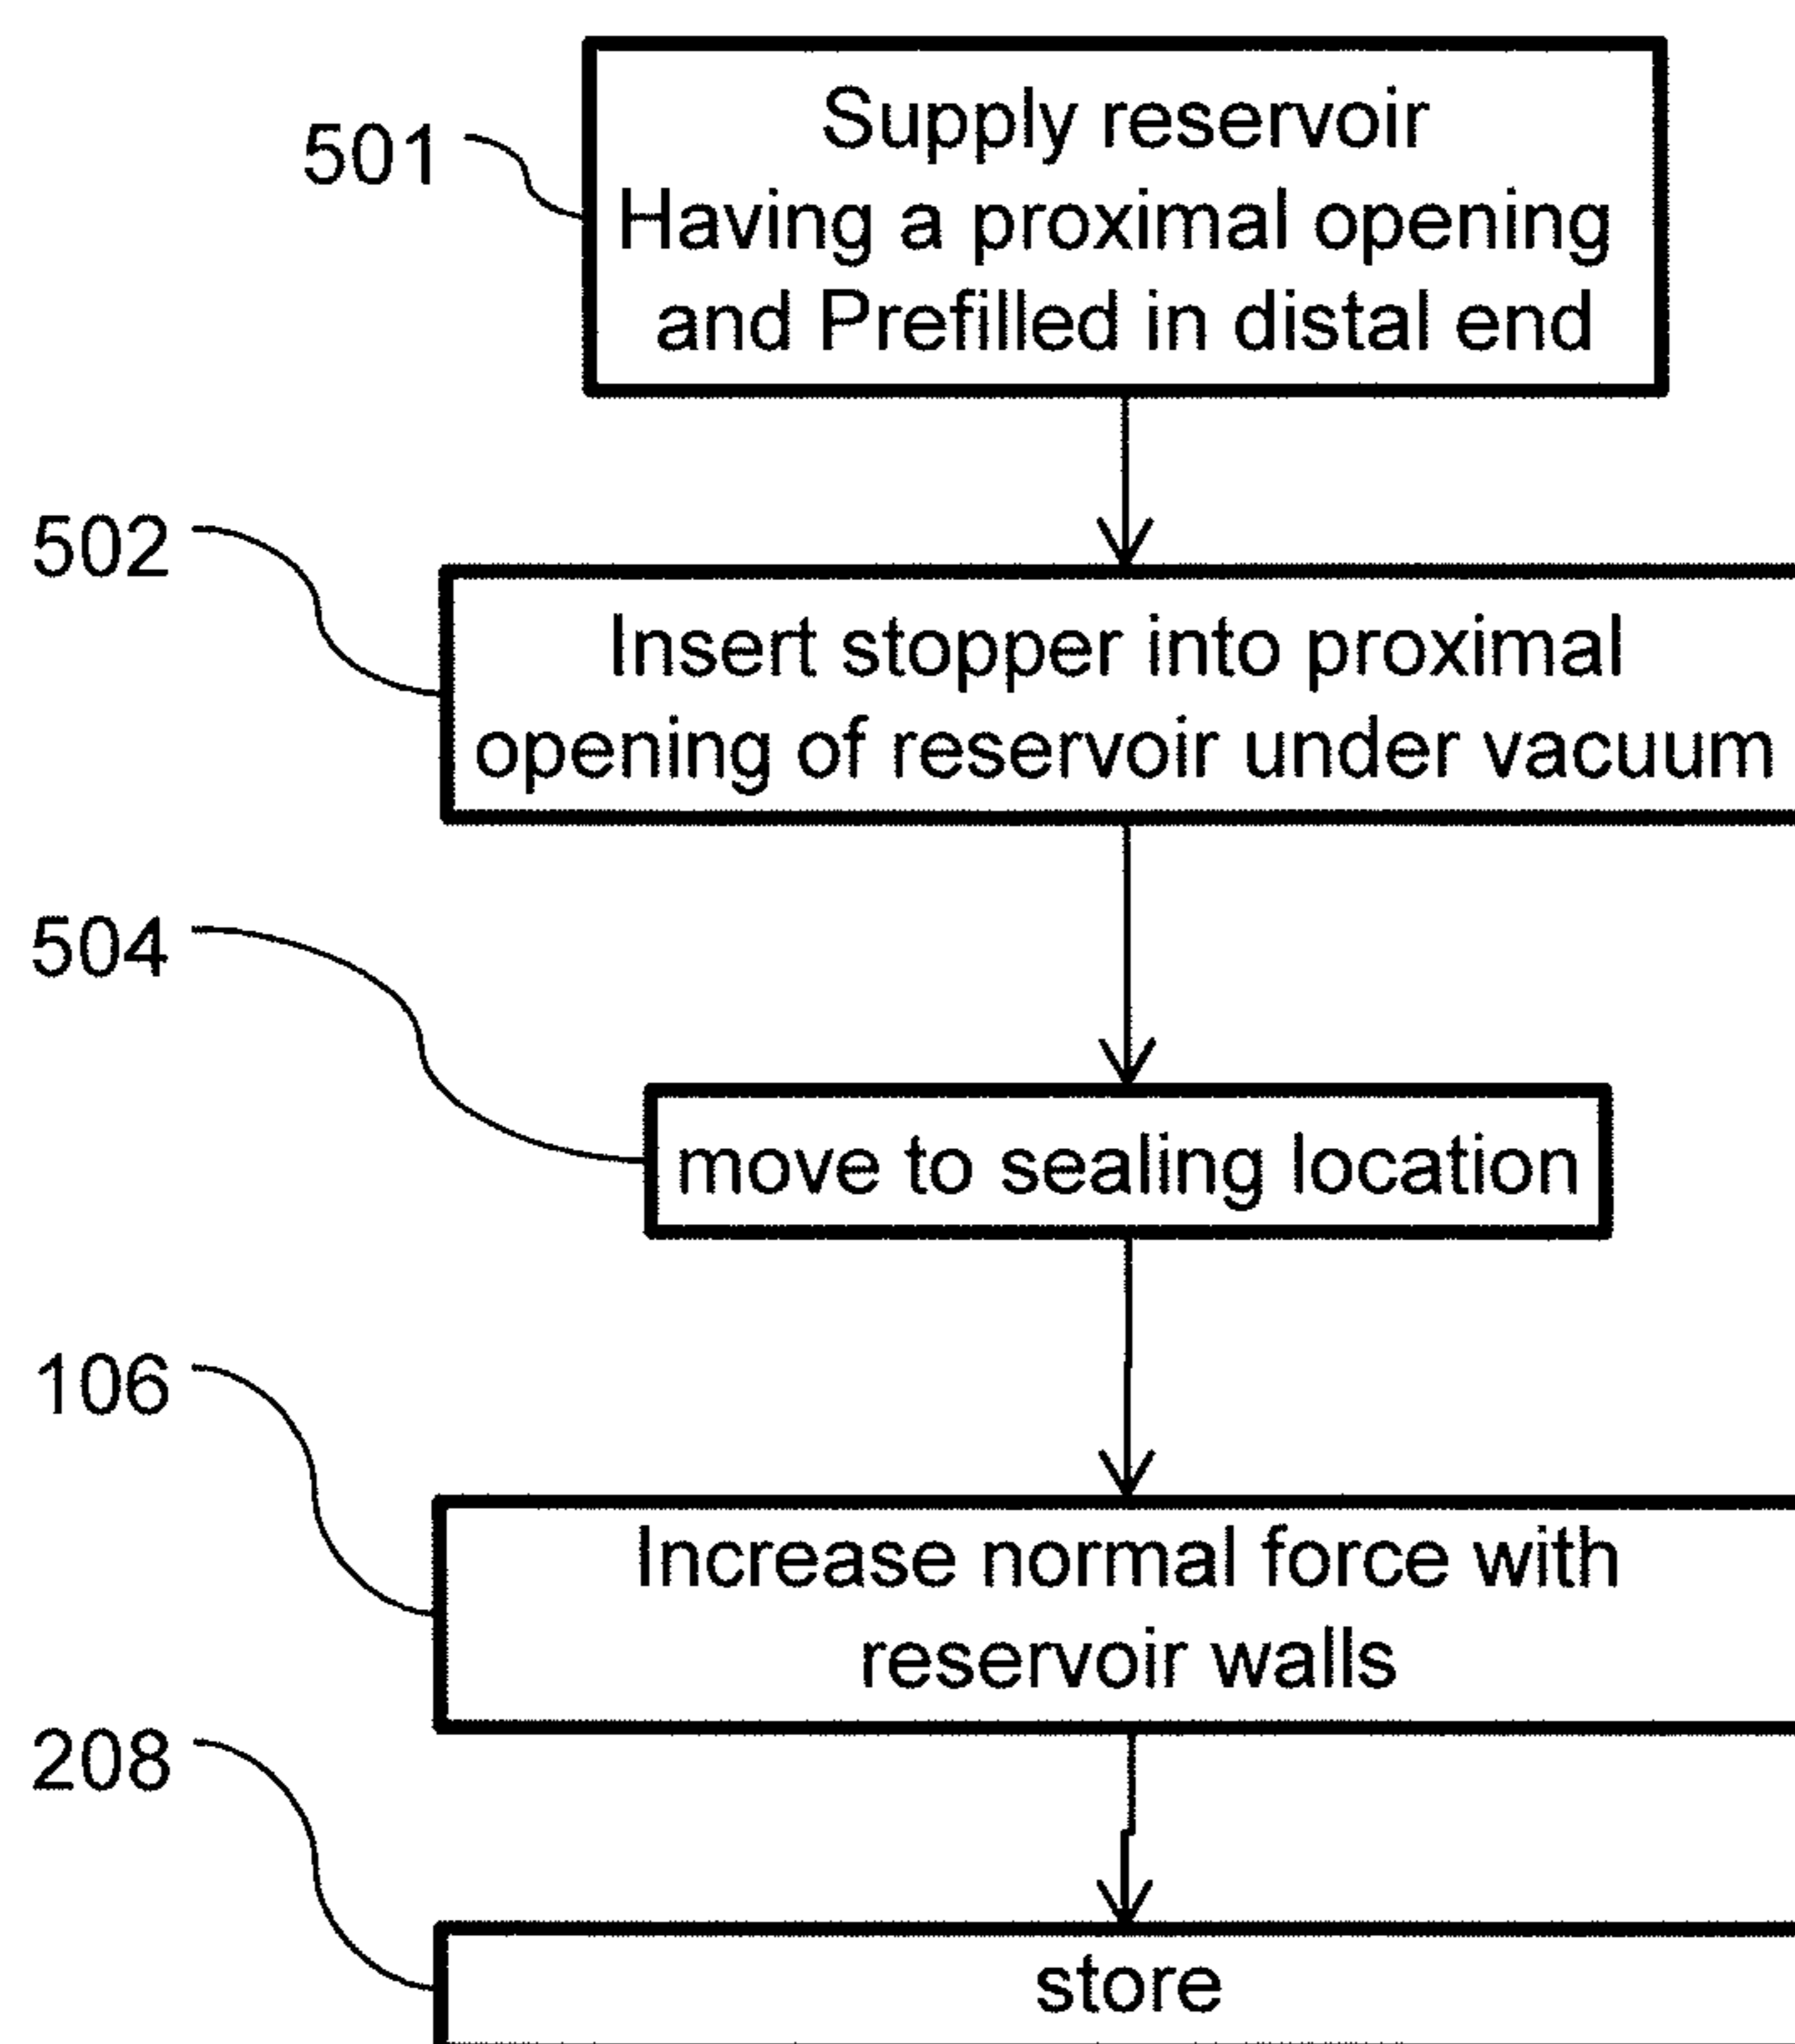 501
Supply reservoir
Having a proximal opening
and Prefilled in distal end
502
Insert stopper into proximal
opening of reservoir under vacuum
504
move to sealing location
106
Increase normal force with
reservoir walls
208
store